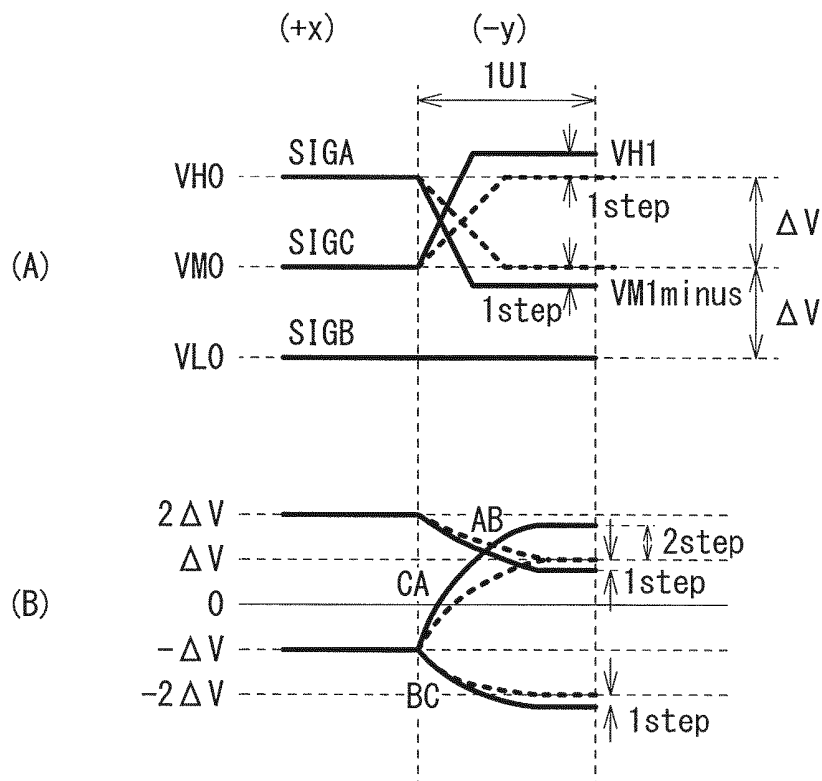 (+x) (-y)
1UI
SIGA VH1
VH0
1step ΔV
(A) SIGC
VM0
1step VM1minus ΔV
SIGB
VL0
2ΔV AB
2step
ΔV
1step
CA
(B) 0
-ΔV
-2ΔV BC
1step